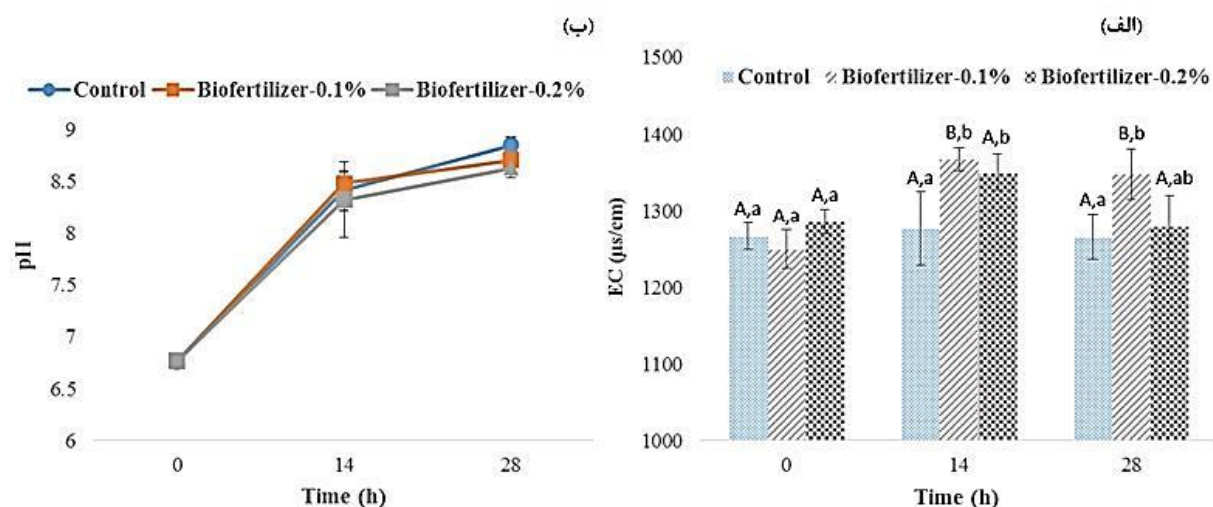 (ب)
Control Biofertilizer-0.1% Biofertilizer-0.2%
pH
9
8.5
8
7.5
7
6.5
6
0 14 28
Time (h)
(الف)
Control Biofertilizer-0.1% Biofertilizer-0.2%
EC (µs/cm)
1500
1400
1300
1200
1100
1000
A,a A,a A,a
A,a B,b A,b
A,a B,b A,ab
0 14 28
Time (h)